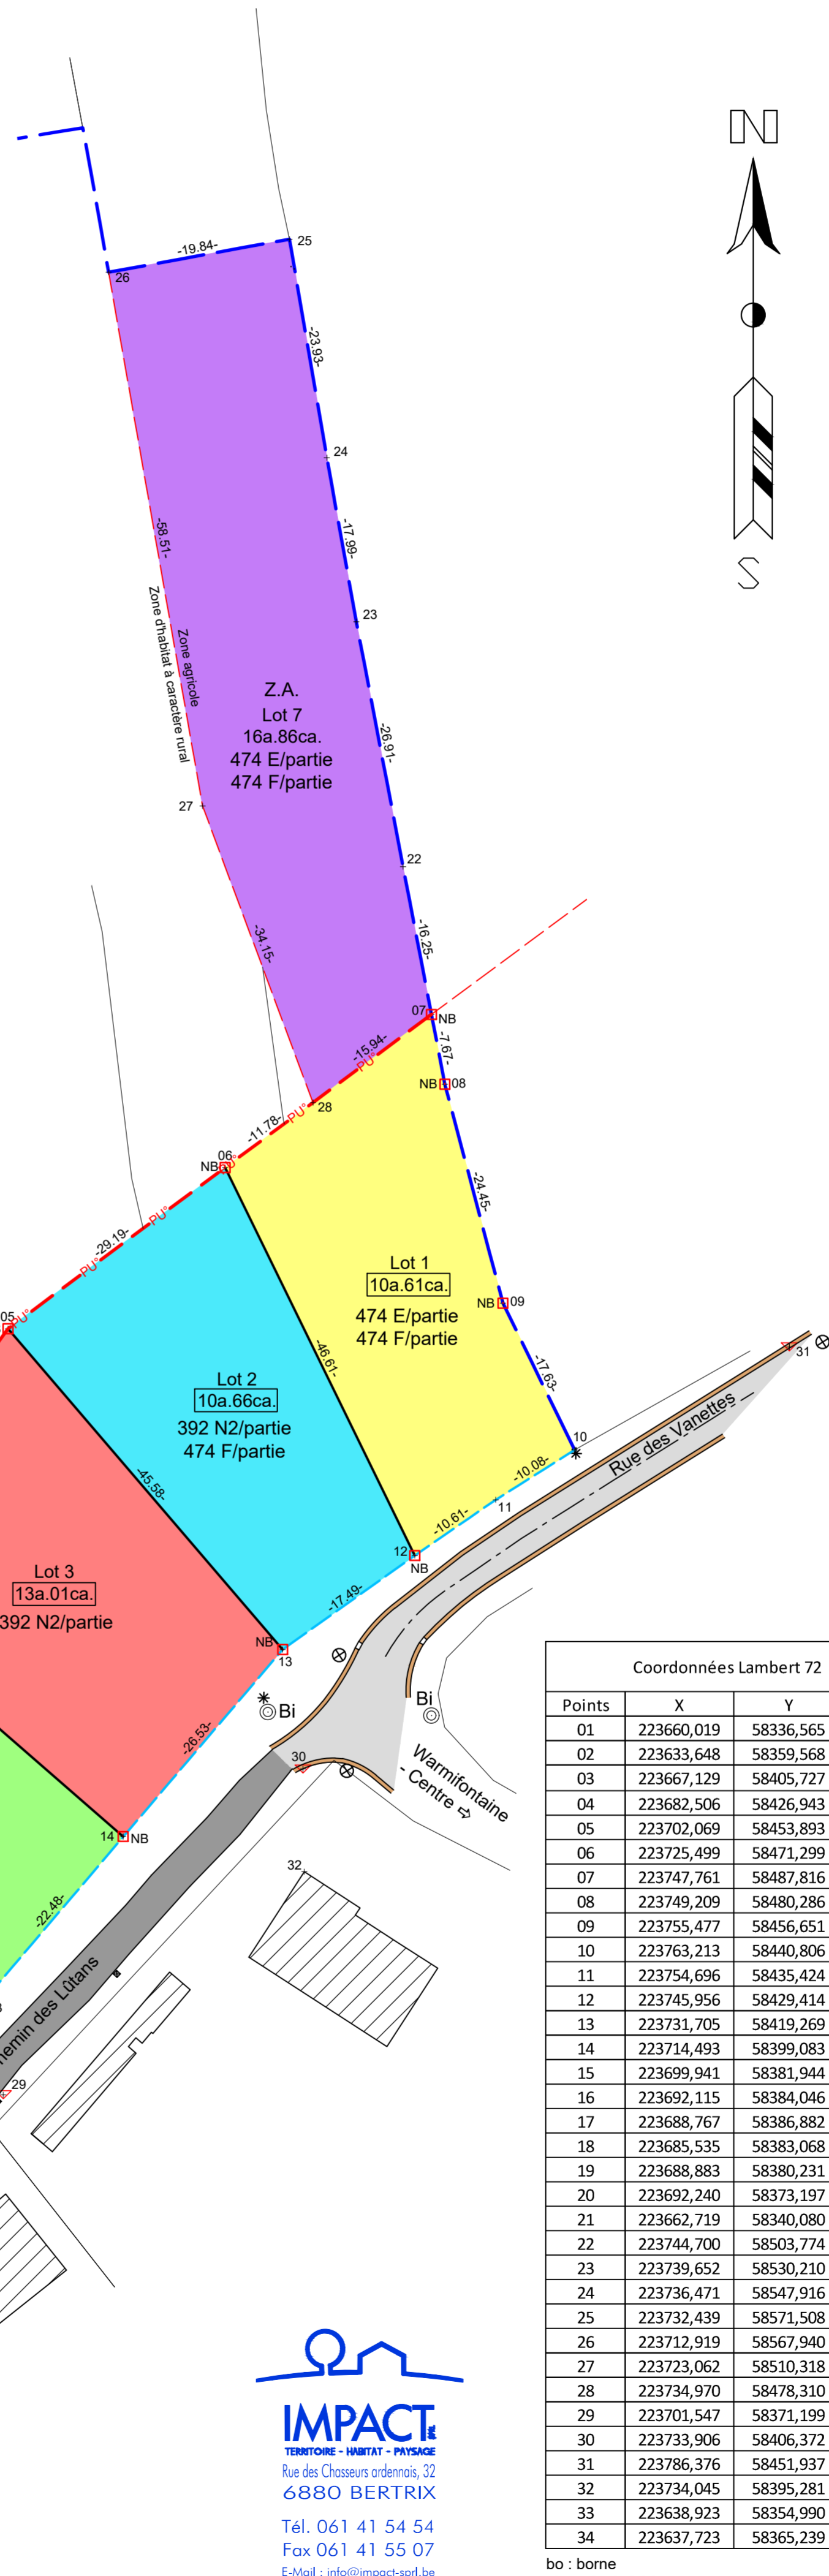 N
-19.84-
25
26
-23.93-
24
-58.51-
-17.99-
S
Zone d'habitat à caractère rural
Zone agricole
23
Z.A.
Lot 7
16a.86ca.
474 E/partie
474 F/partie
-26.91-
27
22
-34.15-
-16.25-
07
NB
-15.94-
PU°
-7.67-
NB
08
28
PU°
-11.78-
06
NB
U°
-24.45-
PU°
-29.19-
PU°
Lot 1
10a.61ca.
474 E/partie
474 F/partie
NB
09
05
PU°
-46.61-
-17.63-
31
Lot 2
10a.66ca.
392 N2/partie
474 F/partie
Rue des Vanettes
10
-10.08-
-45.58-
11
-10.61-
12
NB
Lot 3
13a.01ca.
392 N2/partie
-17.49-
NB
13
Bi
Bi
-26.53-
30
Warmifontaine
- Centre
14
NB
32
-22.48-
hemin des Lûtans
29
Coordonnées Lambert 72
Points X Y
01 223660,019 58336,565
02 223633,648 58359,568
03 223667,129 58405,727
04 223682,506 58426,943
05 223702,069 58453,893
06 223725,499 58471,299
07 223747,761 58487,816
08 223749,209 58480,286
09 223755,477 58456,651
10 223763,213 58440,806
11 223754,696 58435,424
12 223745,956 58429,414
13 223731,705 58419,269
14 223714,493 58399,083
15 223699,941 58381,944
16 223692,115 58384,046
17 223688,767 58386,882
18 223685,535 58383,068
19 223688,883 58380,231
20 223692,240 58373,197
21 223662,719 58340,080
22 223744,700 58503,774
23 223739,652 58530,210
24 223736,471 58547,916
25 223732,439 58571,508
26 223712,919 58567,940
27 223723,062 58510,318
28 223734,970 58478,310
29 223701,547 58371,199
30 223733,906 58406,372
31 223786,376 58451,937
32 223734,045 58395,281
33 223638,923 58354,990
34 223637,723 58365,239
bo : borne
IMPACT
TERRITOIRE - HABITAT - PAYSAGE
Rue des Chasseurs ardennais, 32
6880 BERTRIX
Tél. 061 41 54 54
Fax 061 41 55 07
E-Mail : info@impact-sprl.be